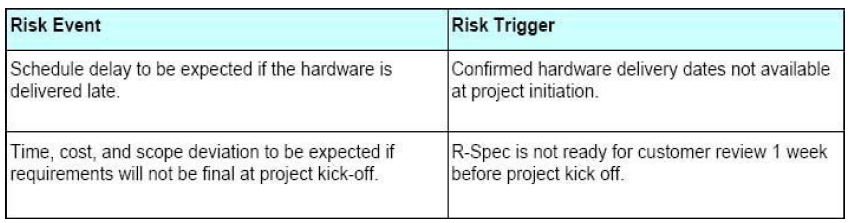 Risk Event
Risk Trigger
Schedule delay to be expected if the hardware is
delivered late.
Confirmed hardware delivery dates not available
at project initiation.
Time, cost, and scope deviation to be expected if
requirements will not be final at project kick-off.
R-Spec is not ready for customer review 1 week
before project kick off.